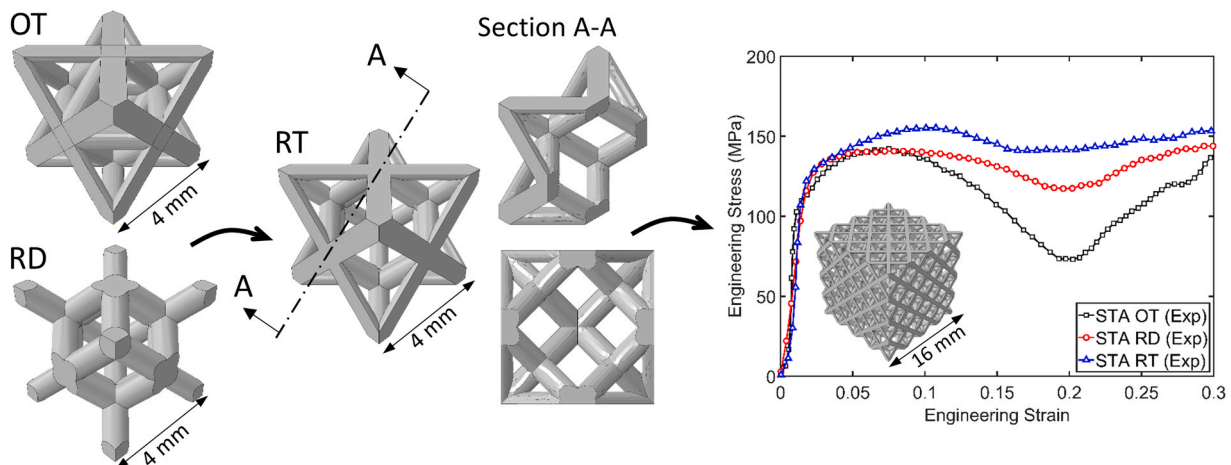 OT
4 mm
RD
4 mm
A
RT
A
4 mm
Section A-A
Engineering Stress (MPa)
200
150
100
50
0
0
0.05
0.1
0.15
0.2
0.25
0.3
Engineering Strain
16 mm
STA OT (Exp)
STA RD (Exp)
STA RT (Exp)